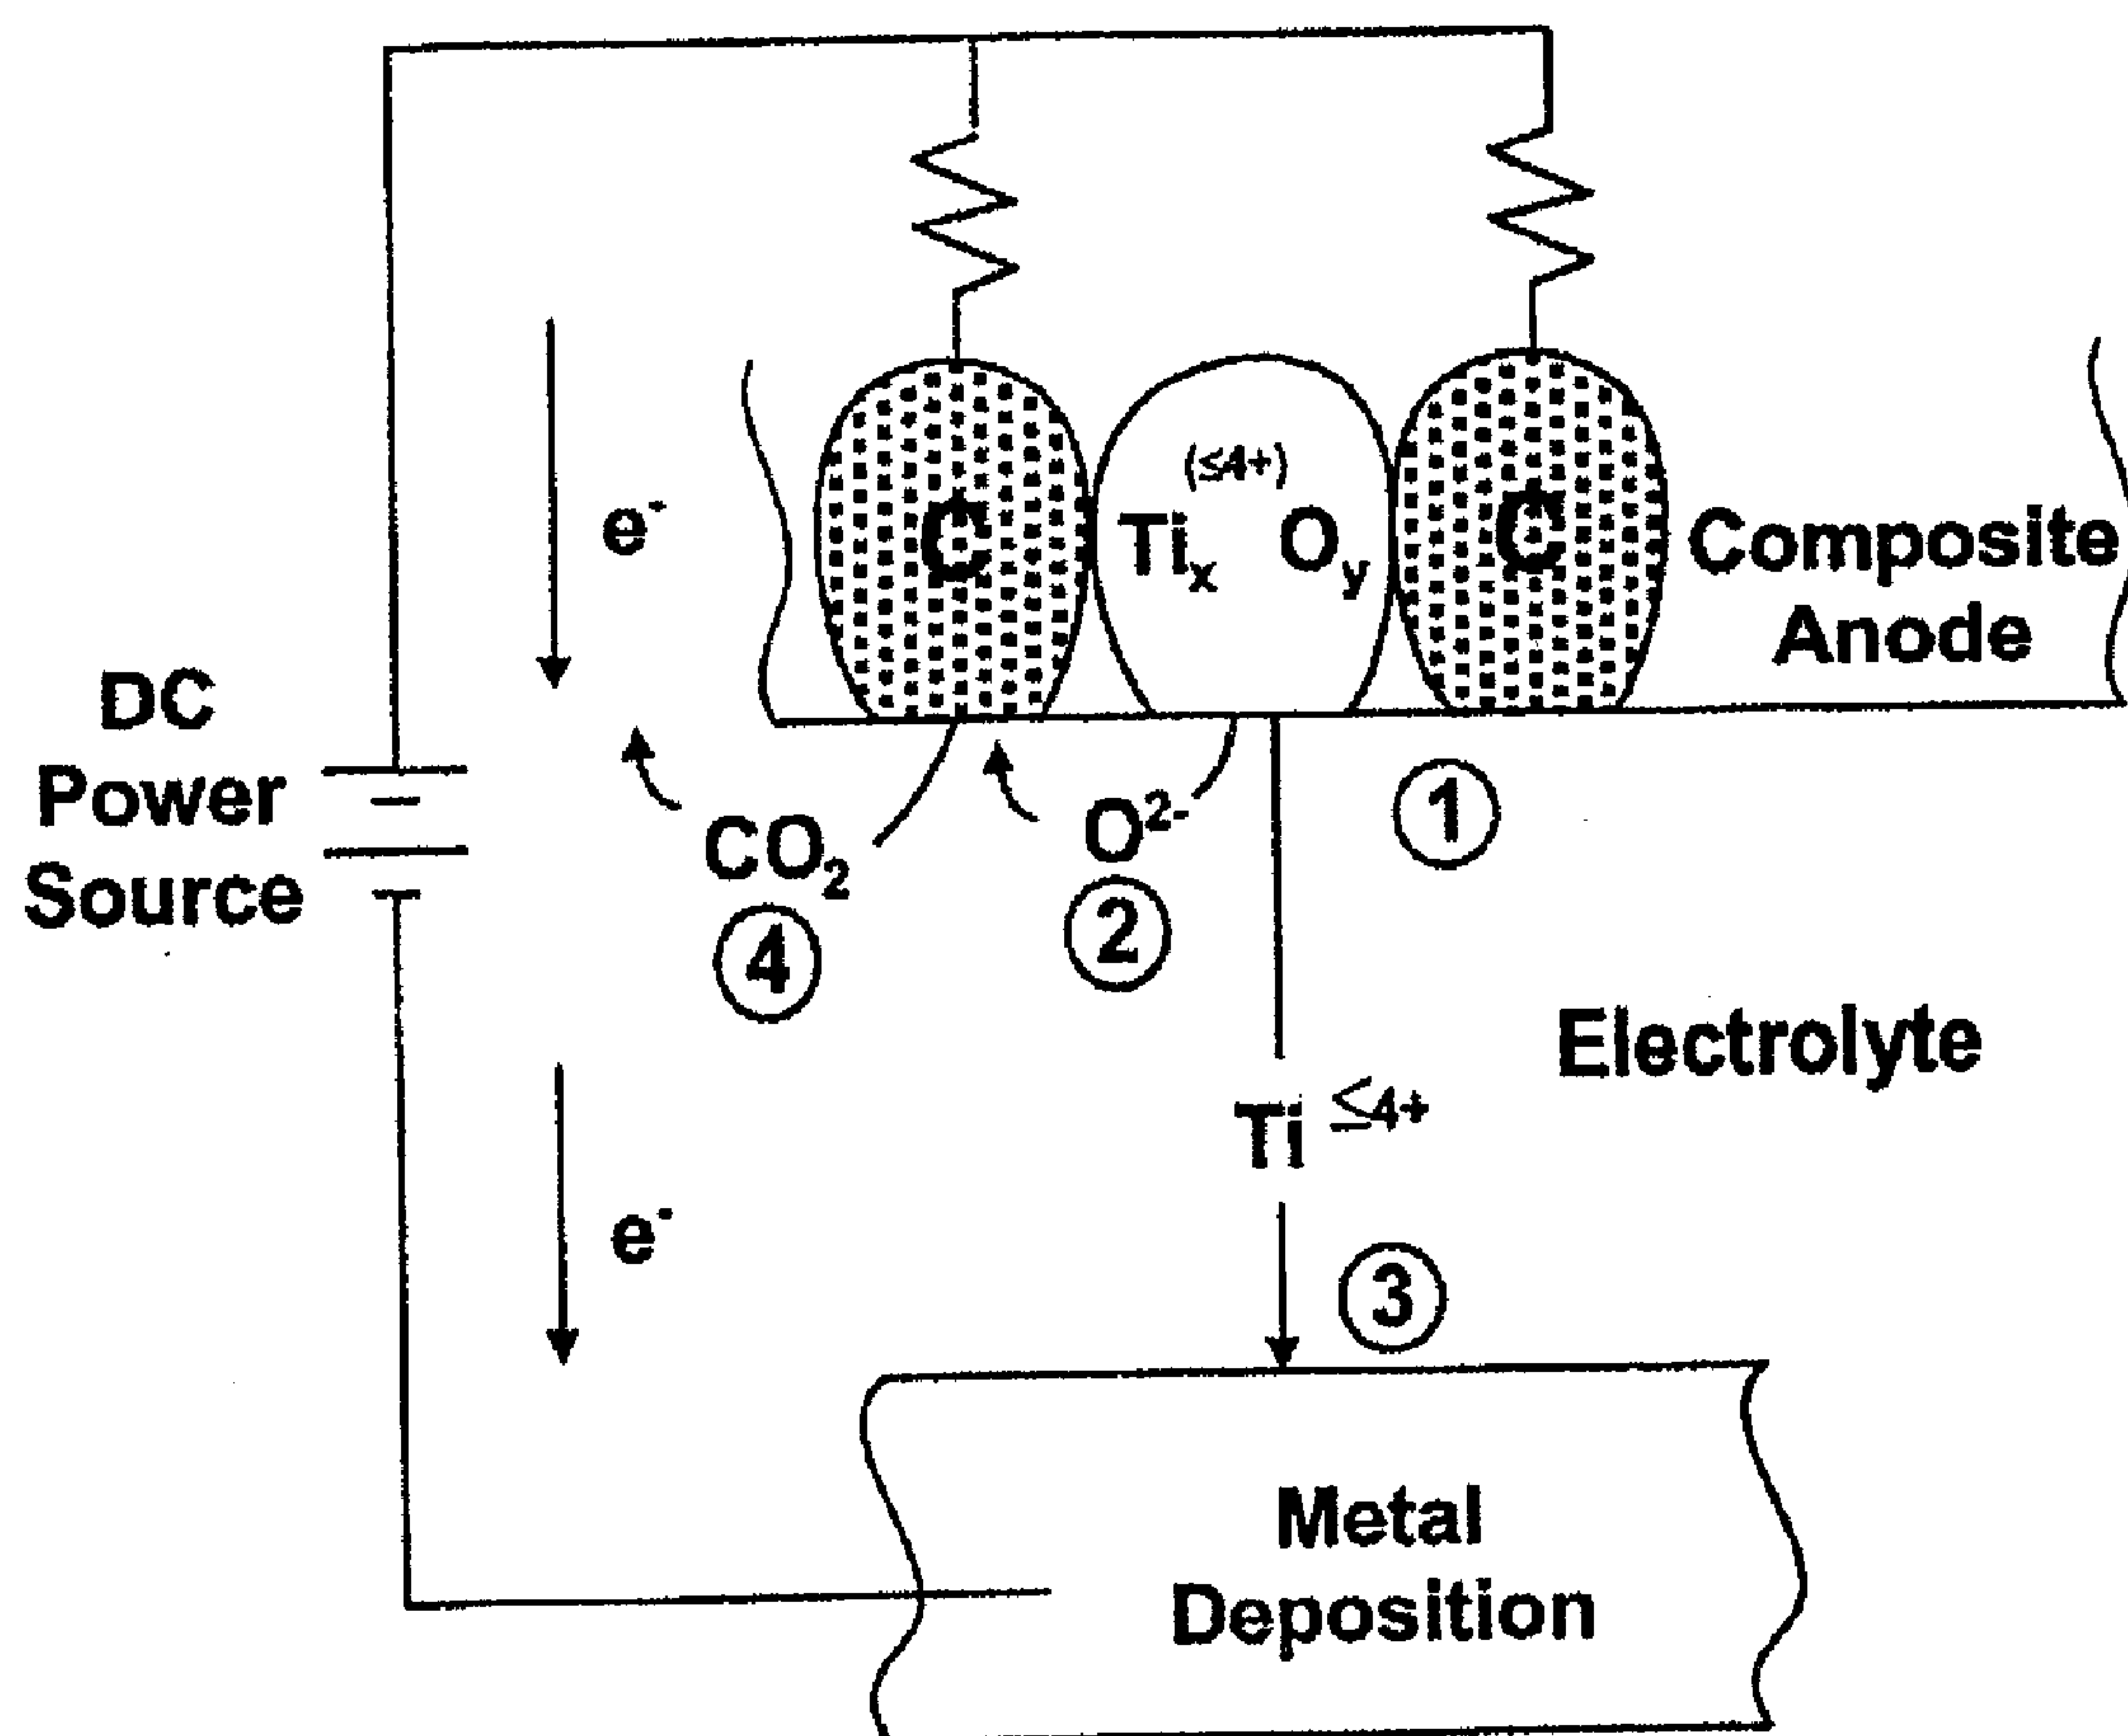 e⁻
C
(≤4+)
Tiₓ Oᵧ
C
Composite
Anode
DC
Power
Source
CO₂
④
O²⁻
②
①
Electrolyte
Ti ≤4+
e⁻
③
Metal
Deposition